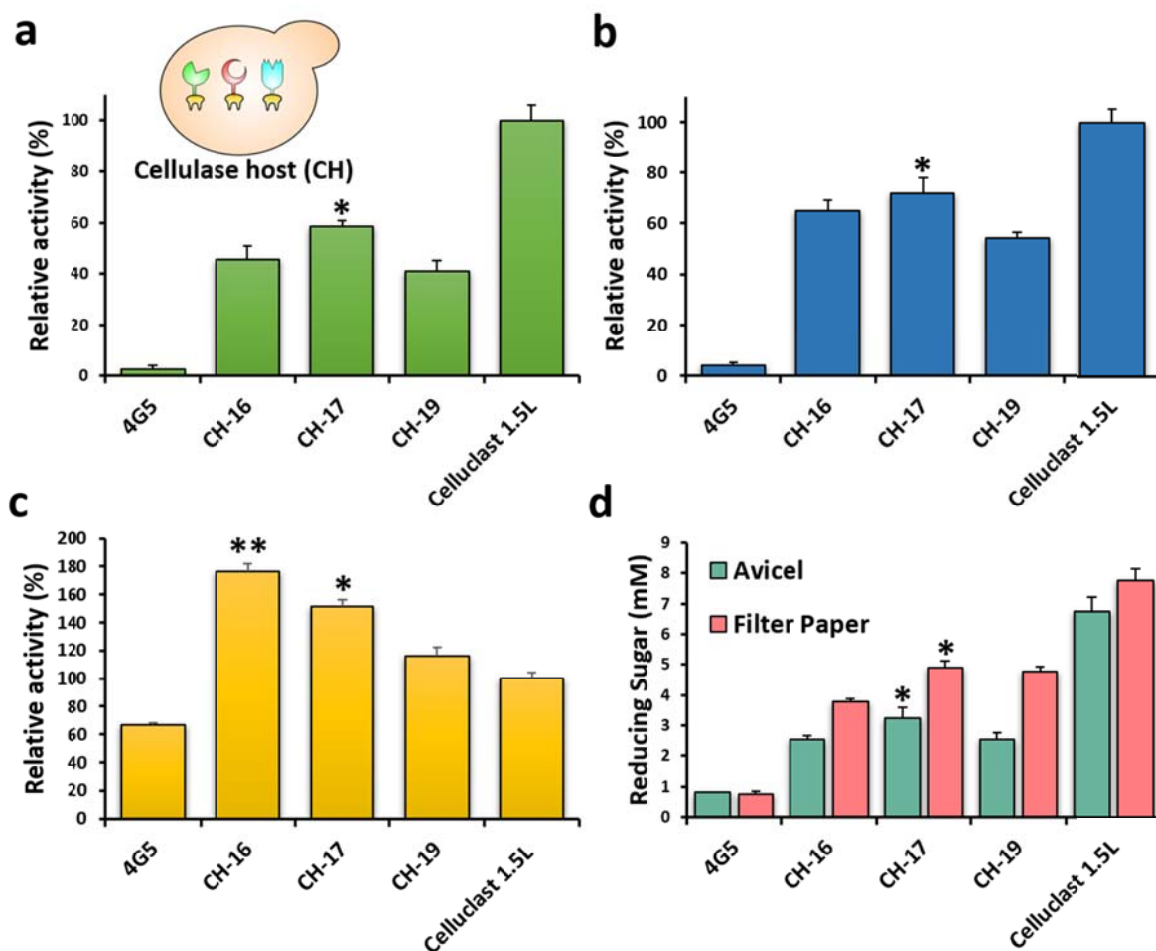 a
Cellulase host (CH)
*
Relative activity (%)
100
80
60
40
20
0
4G5
CH-16
CH-17
CH-19
Celluclast 1.5L
b
*
Relative activity (%)
100
80
60
40
20
0
4G5
CH-16
CH-17
CH-19
Celluclast 1.5L
c
**
*
Relative activity (%)
200
180
160
140
120
100
80
60
40
20
0
4G5
CH-16
CH-17
CH-19
Celluclast 1.5L
d
Avicel
Filter Paper
*
*
Reducing Sugar (mM)
9
8
7
6
5
4
3
2
1
0
4G5
CH-16
CH-17
CH-19
Celluclast 1.5L